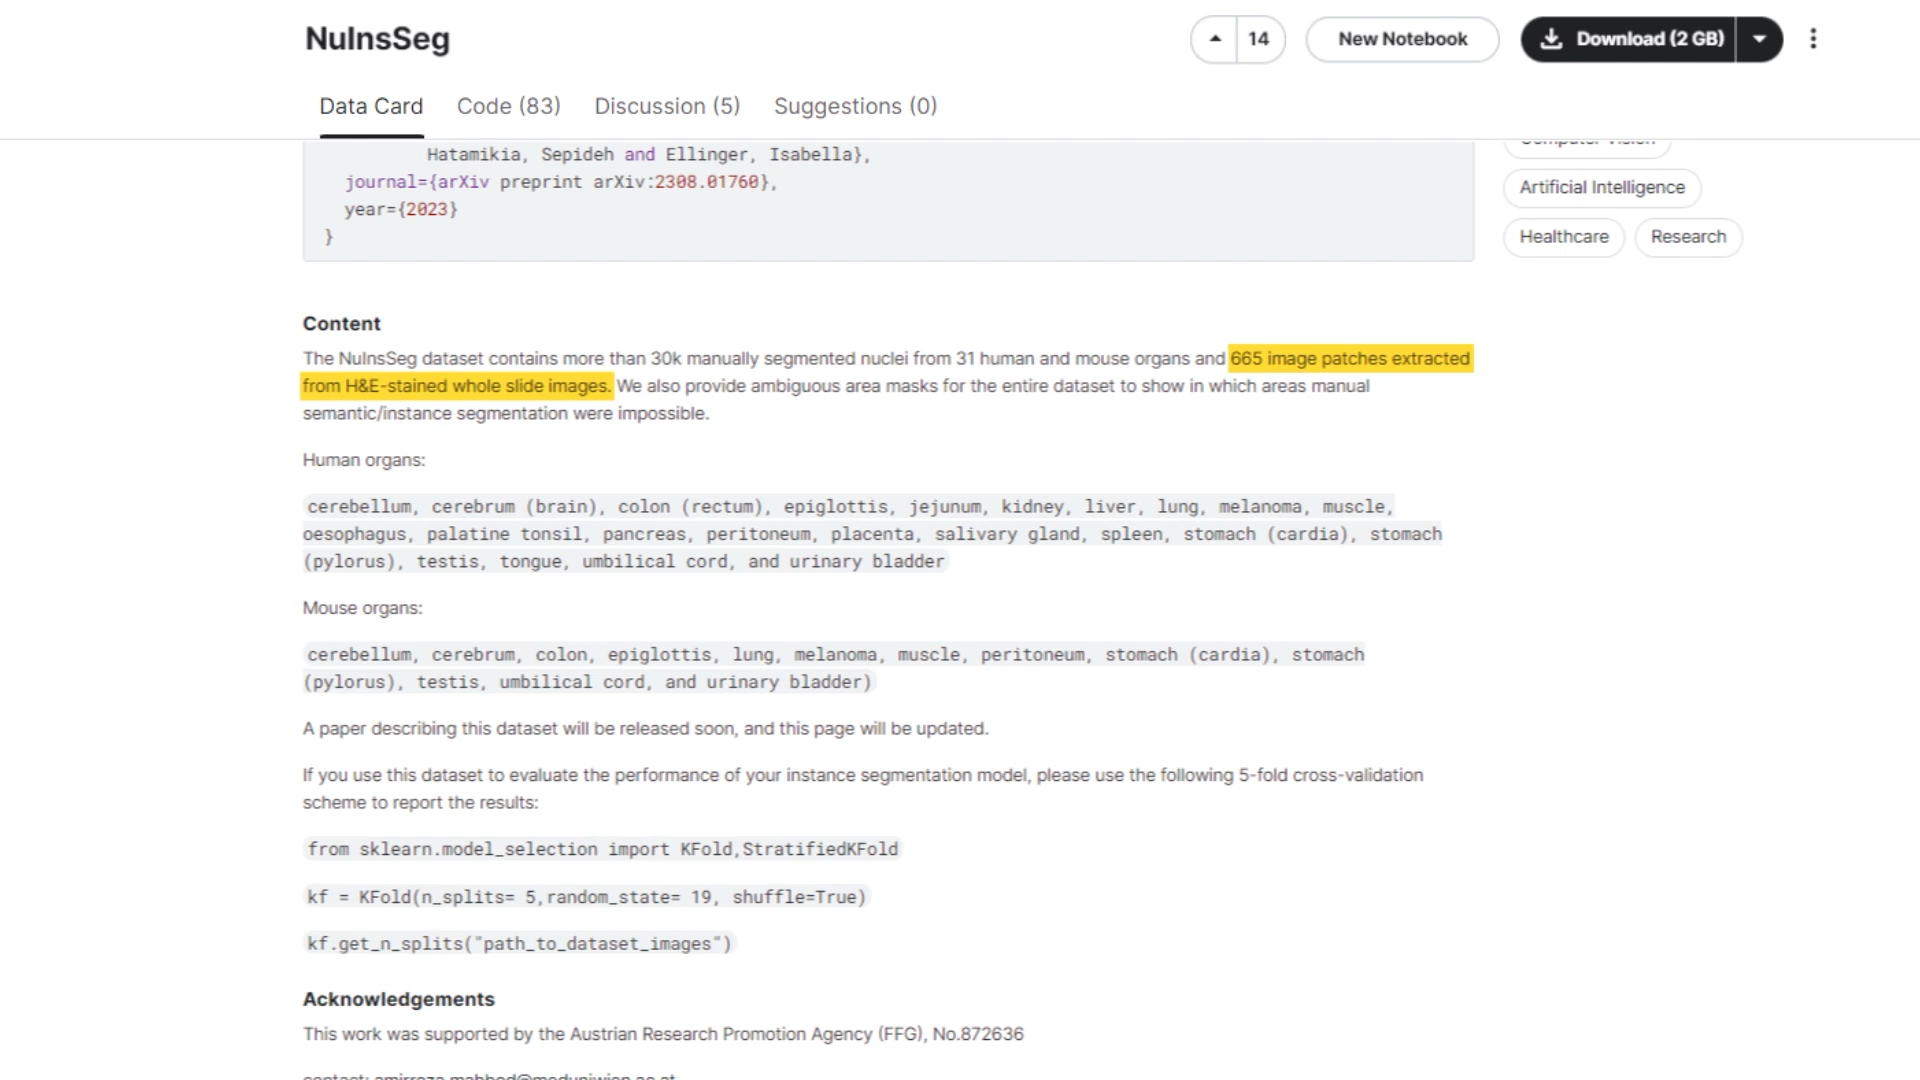 NuInsSeg
14
New Notebook
Download (2 GB)
Data Card
Code (83)
Discussion (5)
Suggestions (0)
Hatamikia, Sepideh and Ellinger, Isabella},
journal={arXiv preprint arXiv:2308.01760},
year={2023}
}
Computer Vision
Artificial Intelligence
Healthcare
Research
Content
The NuInsSeg dataset contains more than 30k manually segmented nuclei from 31 human and mouse organs and 665 image patches extracted
from H&E-stained whole slide images. We also provide ambiguous area masks for the entire dataset to show in which areas manual
semantic/instance segmentation were impossible.
Human organs:
cerebellum, cerebrum (brain), colon (rectum), epiglottis, jejunum, kidney, liver, lung, melanoma, muscle,
oesophagus, palatine tonsil, pancreas, peritoneum, placenta, salivary gland, spleen, stomach (cardia), stomach
(pylorus), testis, tongue, umbilical cord, and urinary bladder
Mouse organs:
cerebellum, cerebrum, colon, epiglottis, lung, melanoma, muscle, peritoneum, stomach (cardia), stomach
(pylorus), testis, umbilical cord, and urinary bladder)
A paper describing this dataset will be released soon, and this page will be updated.
If you use this dataset to evaluate the performance of your instance segmentation model, please use the following 5-fold cross-validation
scheme to report the results:
from sklearn.model_selection import KFold,StratifiedKFold
kf = KFold(n_splits= 5,random_state= 19, shuffle=True)
kf.get_n_splits("path_to_dataset_images")
Acknowledgements
This work was supported by the Austrian Research Promotion Agency (FFG), No.872636
contact: amirreza.mahbod@meduniwien.ac.at